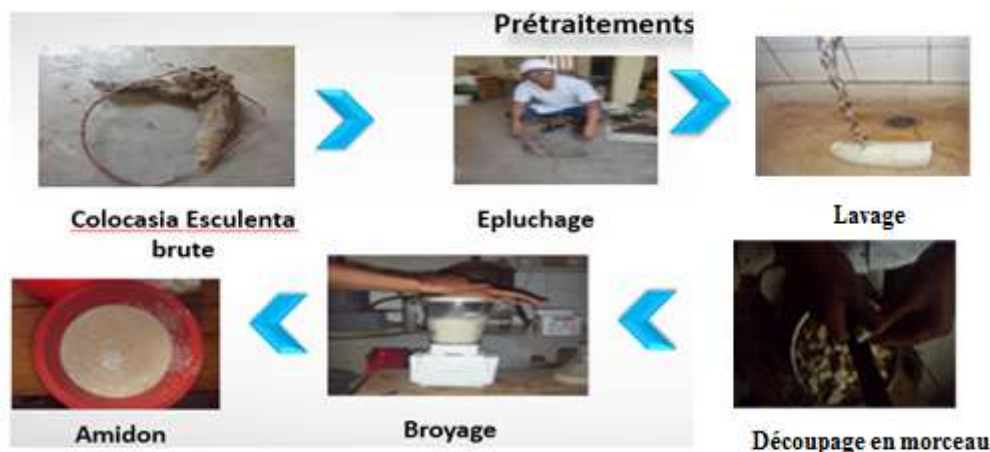 Prétraitements
Colocasia Esculenta
brute
Epluchage
Lavage
Amidon
Broyage
Découpage en morceau